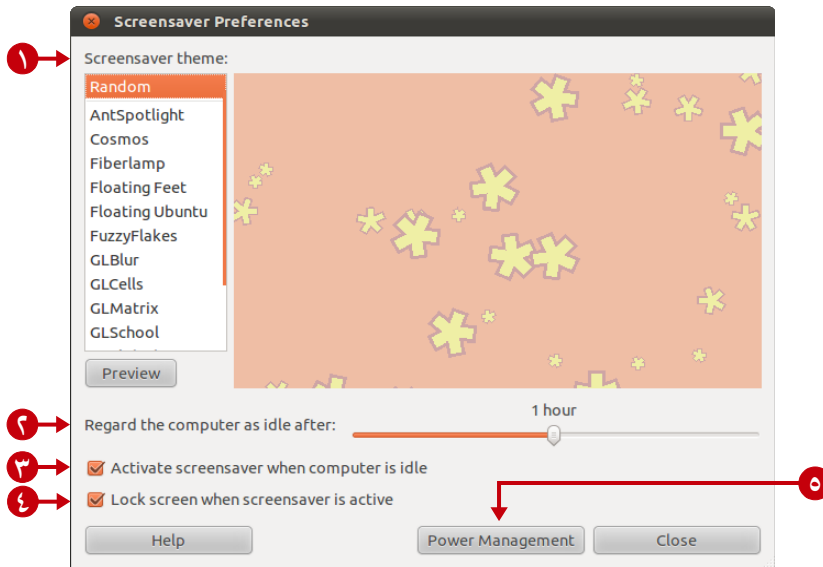 Screensaver Preferences
١
Screensaver theme:
Random
AntSpotlight
Cosmos
Fiberlamp
Floating Feet
Floating Ubuntu
FuzzyFlakes
GLBlur
GLCells
GLMatrix
GLSchool
Preview
1 hour
٢
Regard the computer as idle after:
٣
Activate screensaver when computer is idle
٤
Lock screen when screensaver is active
٥
Help
Power Management
Close